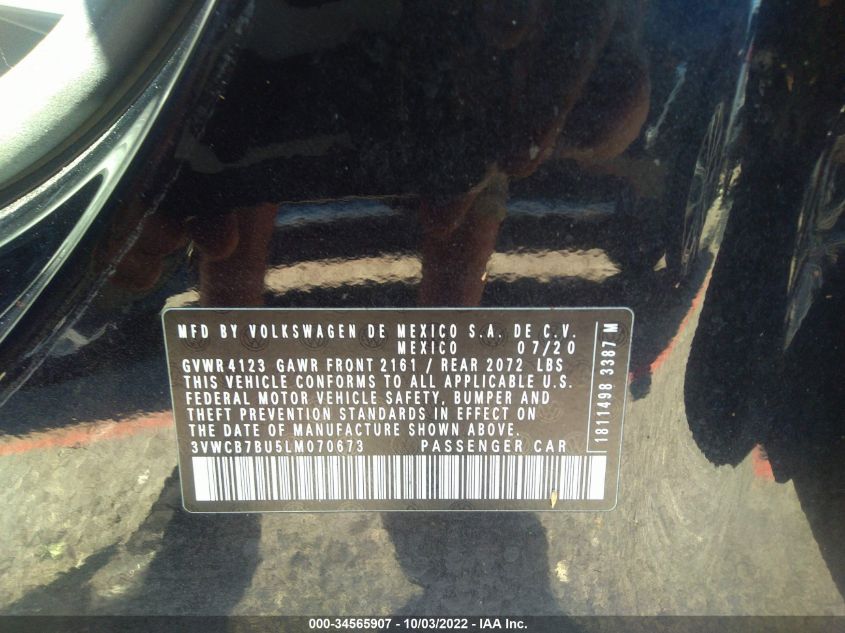 MFD BY VOLKSWAGEN DE MEXICO S.A. DE C.V.
MEXICO 07/20
GVWR 4123 GAWR FRONT 2161 / REAR 2072 LBS
THIS VEHICLE CONFORMS TO ALL APPLICABLE U.S.
FEDERAL MOTOR VEHICLE SAFETY, BUMPER AND
THEFT PREVENTION STANDARDS IN EFFECT ON
THE DATE OF MANUFACTURE SHOWN ABOVE.
3VWCB7BU5LM070673 PASSENGER CAR
1811498 3387 M
000-34565907 - 10/03/2022 - IAA Inc.